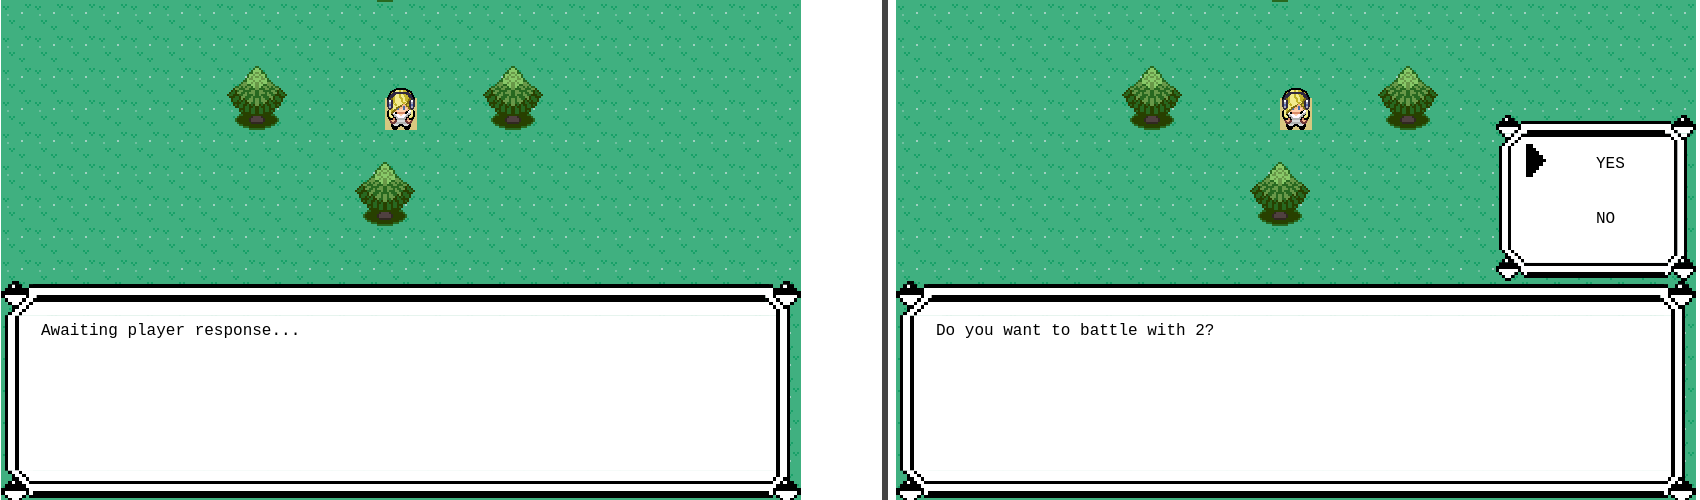 Awaiting player response...
Do you want to battle with 2?
YES
NO